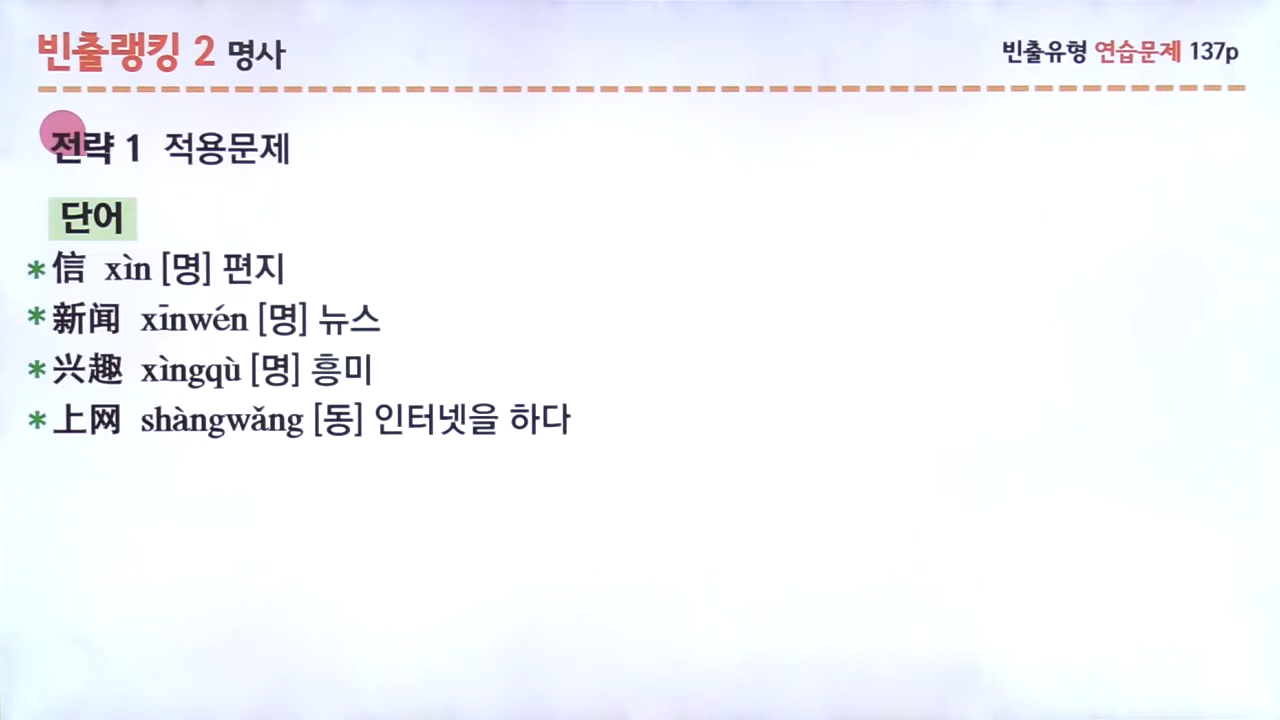 빈출랭킹 2 명사
빈출유형 연습문제 137p
전략 1 적용문제
단어
* 信 xìn [명] 편지
* 新闻 xīnwén [명] 뉴스
* 兴趣 xìngqù [명] 흥미
* 上网 shàngwǎng [동] 인터넷을 하다